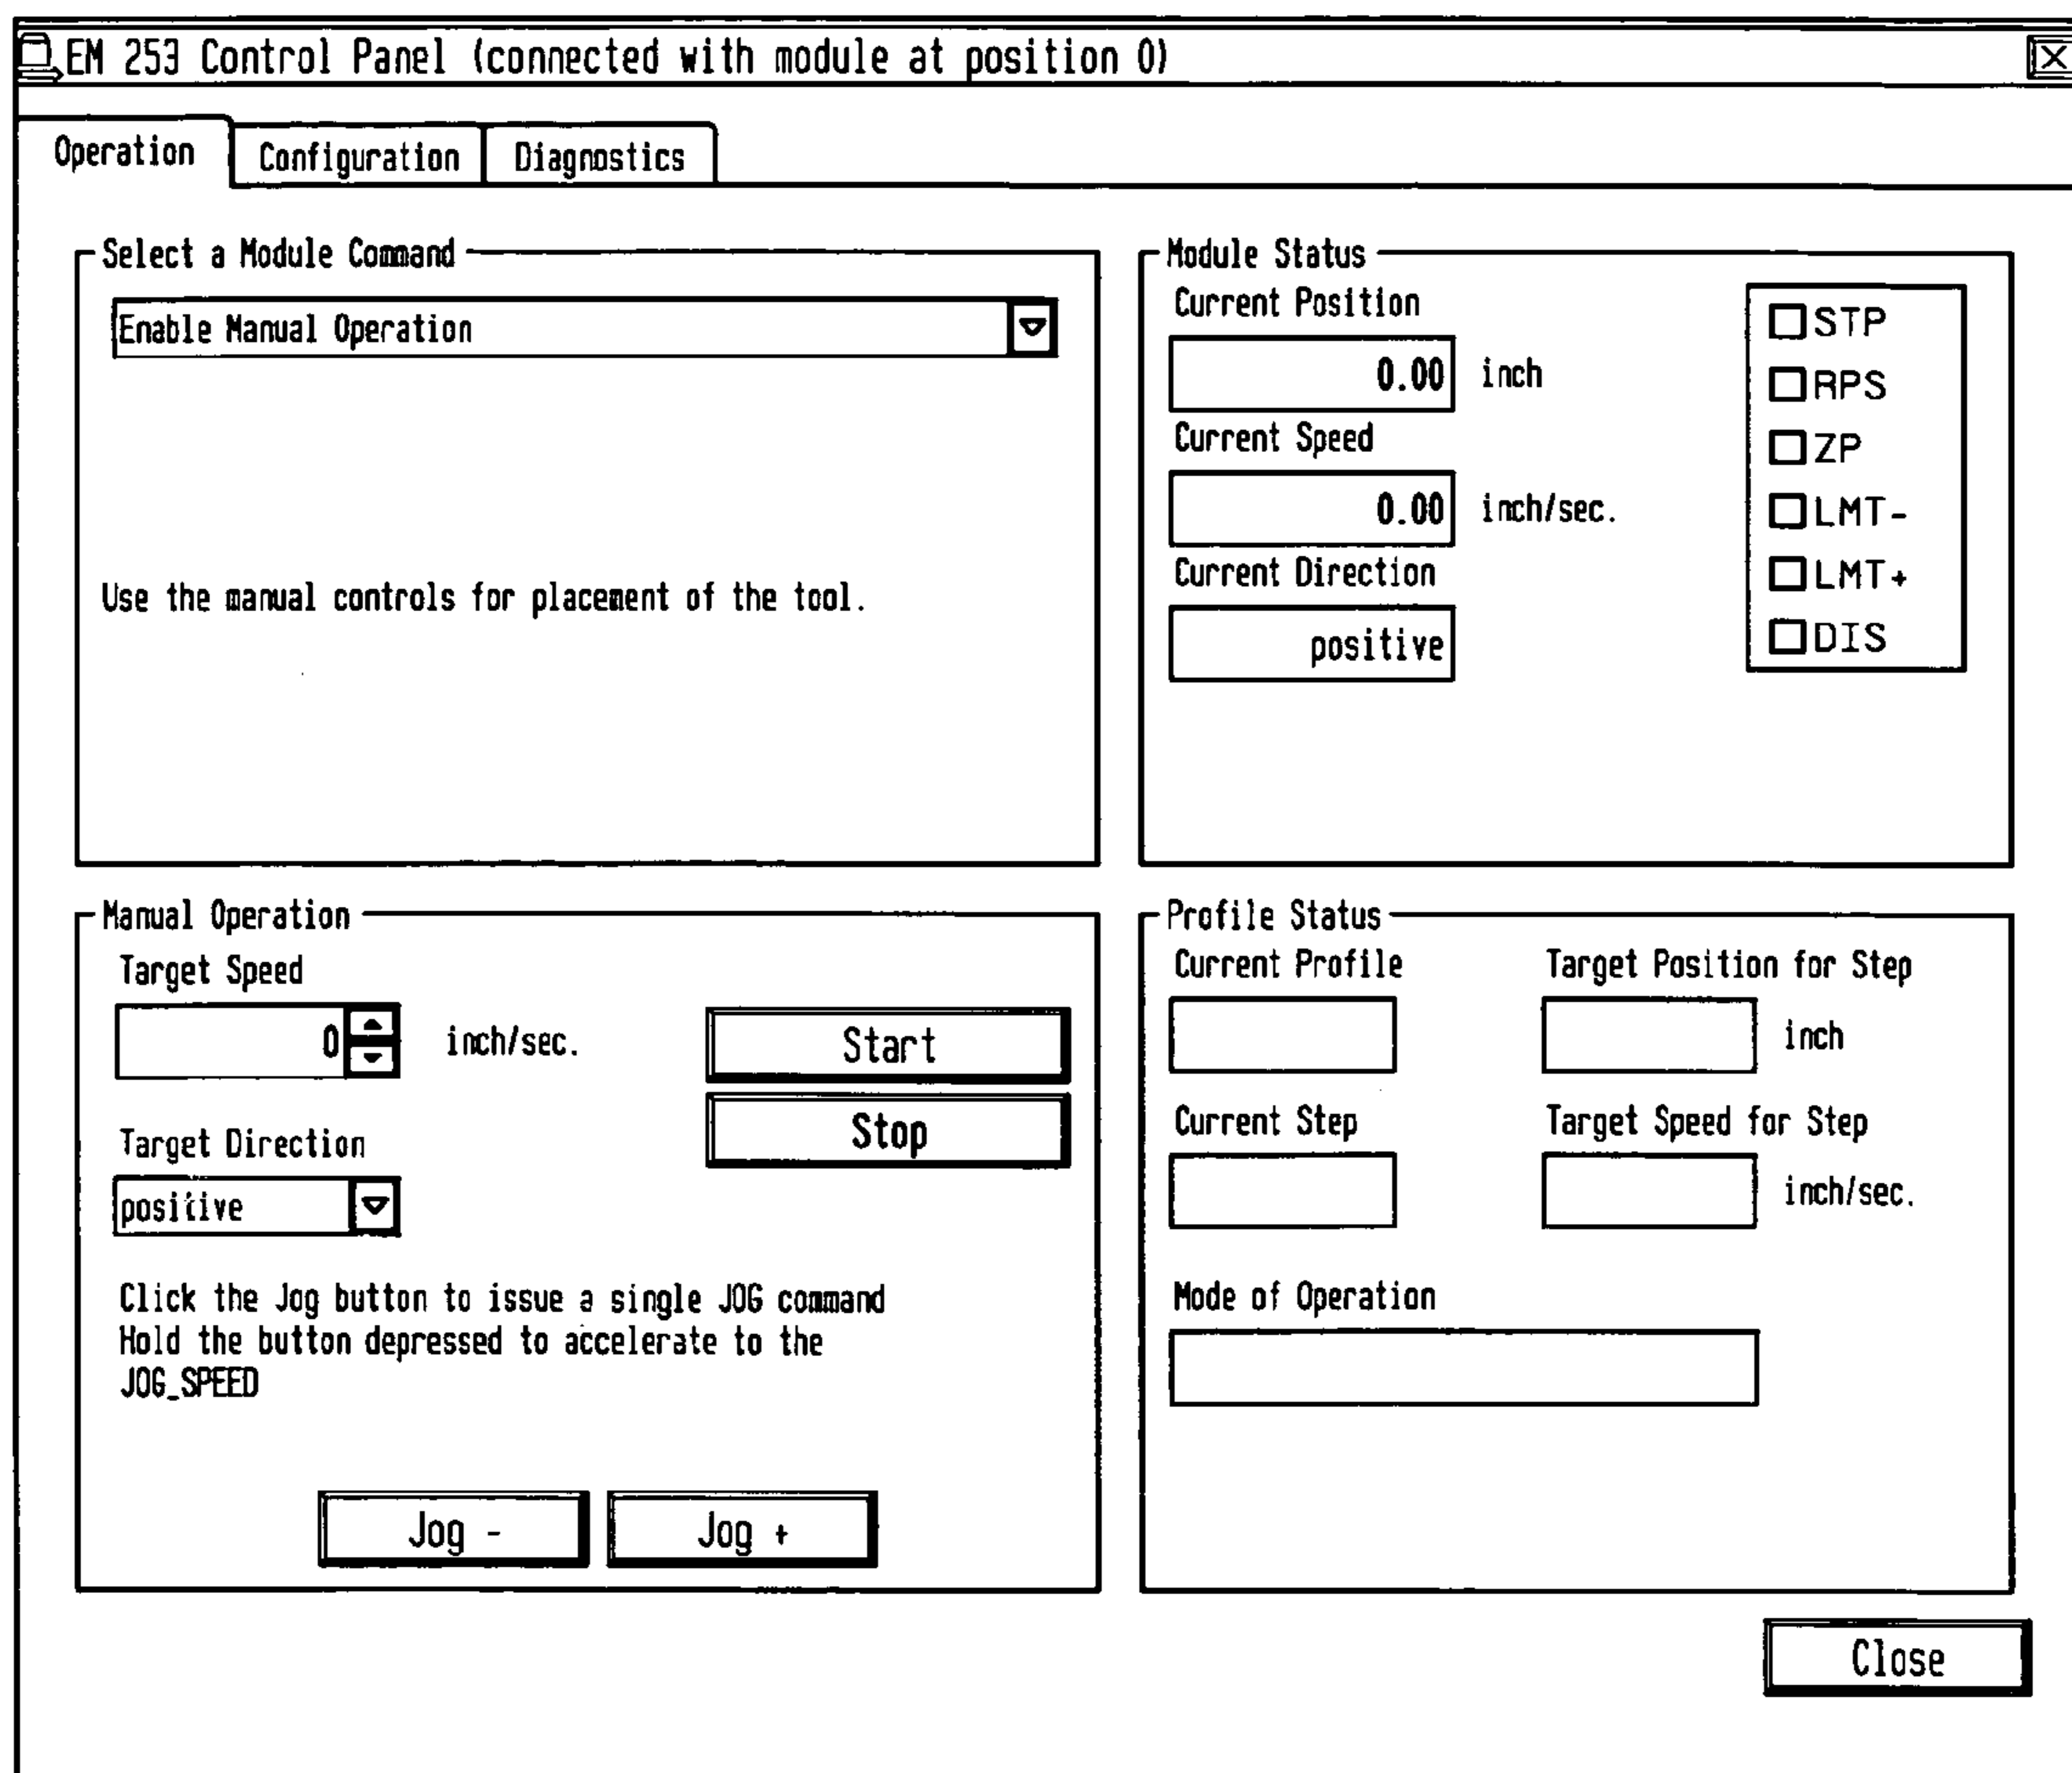 EM 253 Control Panel (connected with module at position 0)
Operation
Configuration
Diagnostics
Select a Module Command
Enable Manual Operation
Use the manual controls for placement of the tool.
Module Status
Current Position
0.00 inch
Current Speed
0.00 inch/sec.
Current Direction
positive
STP
RPS
ZP
LMT-
LMT+
DIS
Manual Operation
Target Speed
0 inch/sec.
Start
Stop
Target Direction
positive
Click the Jog button to issue a single JOG command
Hold the button depressed to accelerate to the
JOG_SPEED
Jog -
Jog +
Profile Status
Current Profile
Target Position for Step
inch
Current Step
Target Speed for Step
inch/sec.
Mode of Operation
Close